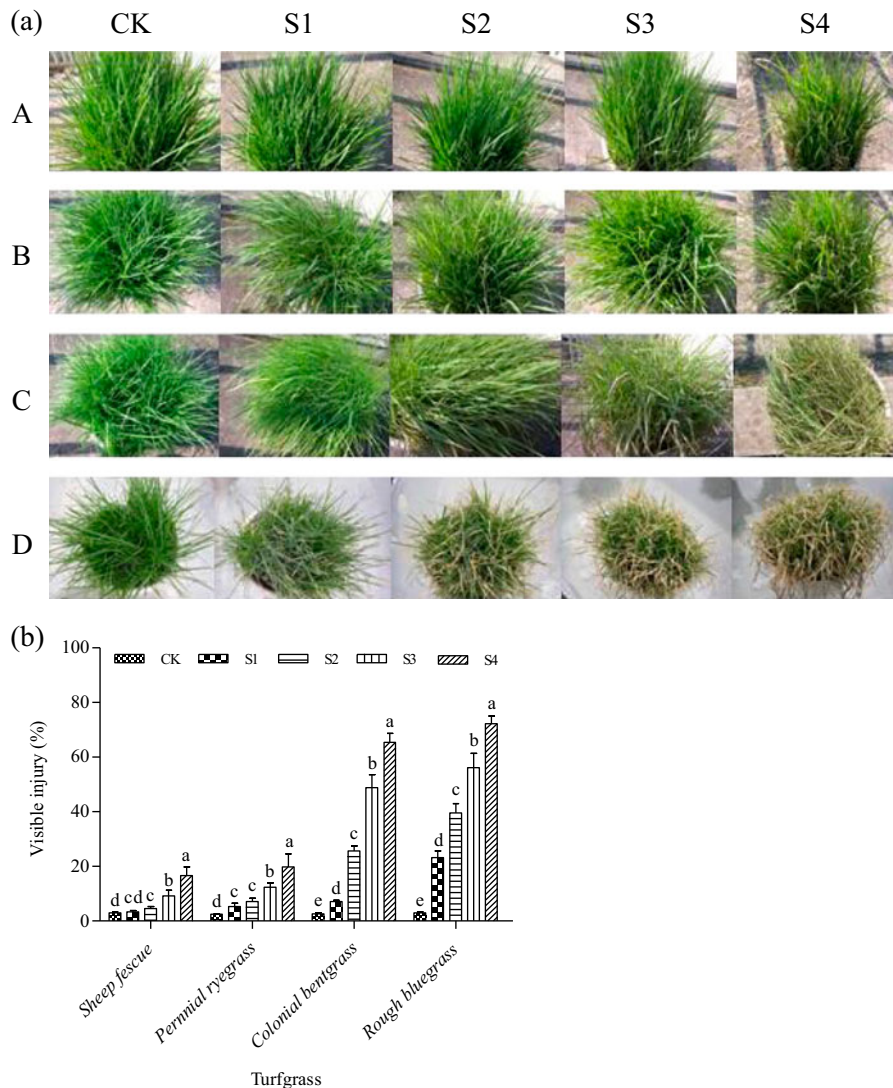 (a)
CK S1 S2 S3 S4
A
B
C
D
(b)
100
CK S1 S2 S3 S4
80
60
40
20
0
Visible injury (%)
d cd c b a
d c c b a
e d c b a
e d c b a
Sheep fescue
Pernnial ryegrass
Colonial bentgrass
Rough bluegrass
Turfgrass